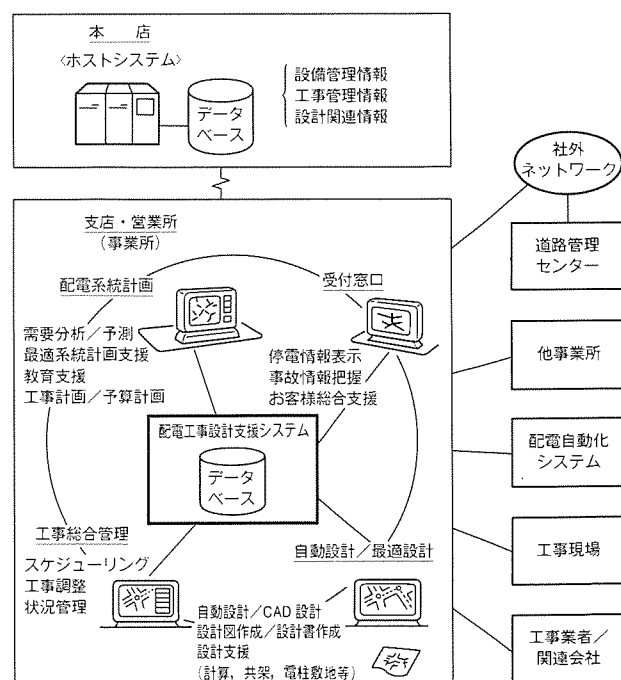 本　店
〈ホストシステム〉
データ
ベース
設備管理情報
工事管理情報
設計関連情報
社外
ネットワーク
支店・営業所
(事業所)
道路管理
センター
配電系統計画
受付窓口
需要分析／予測
最適系統計画支援
教育支援
工事計画／予算計画
停電情報表示
事故情報把握
お客様総合支援
他事業所
配電工事設計支援システム
データ
ベース
配電自動化
システム
工事総合管理
スケジューリング
工事調整
状況管理
自動設計／最適設計
工事現場
自動設計／CAD 設計
設計図作成／設計書作成
設計支援
(計算，共架，電柱敷地等)
工事業者／
関連会社